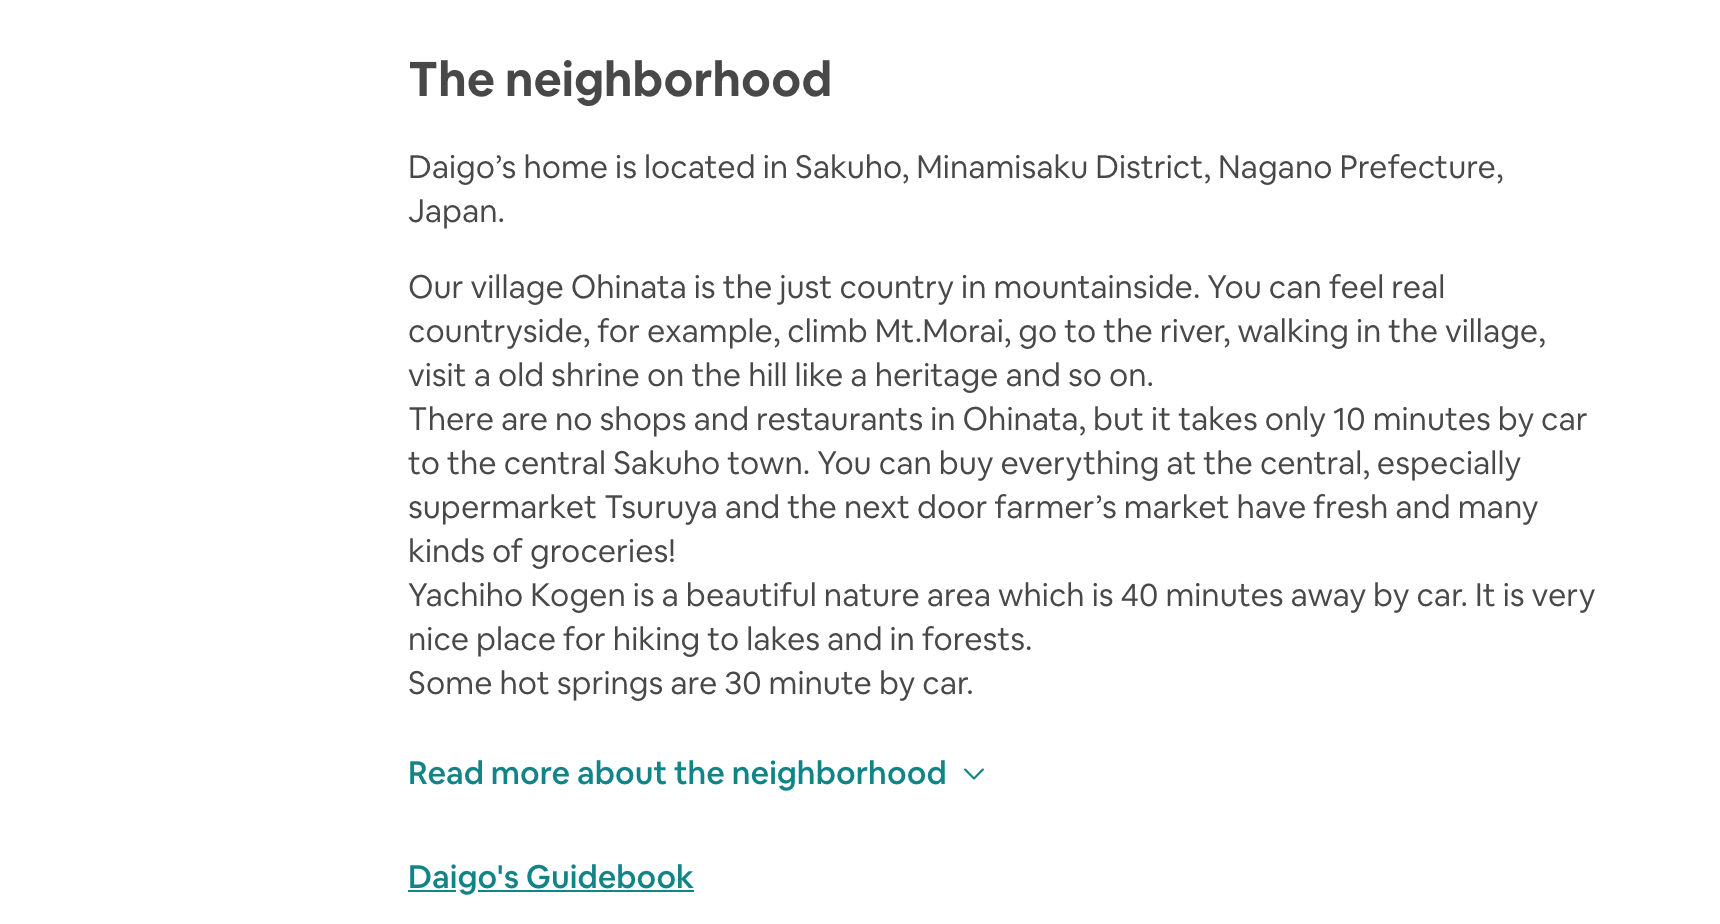 The neighborhood
Daigo’s home is located in Sakuho, Minamisaku District, Nagano Prefecture,
Japan.
Our village Ohinata is the just country in mountainside. You can feel real
countryside, for example, climb Mt.Morai, go to the river, walking in the village,
visit a old shrine on the hill like a heritage and so on.
There are no shops and restaurants in Ohinata, but it takes only 10 minutes by car
to the central Sakuho town. You can buy everything at the central, especially
supermarket Tsuruya and the next door farmer’s market have fresh and many
kinds of groceries!
Yachiho Kogen is a beautiful nature area which is 40 minutes away by car. It is very
nice place for hiking to lakes and in forests.
Some hot springs are 30 minute by car.
Read more about the neighborhood
Daigo's Guidebook